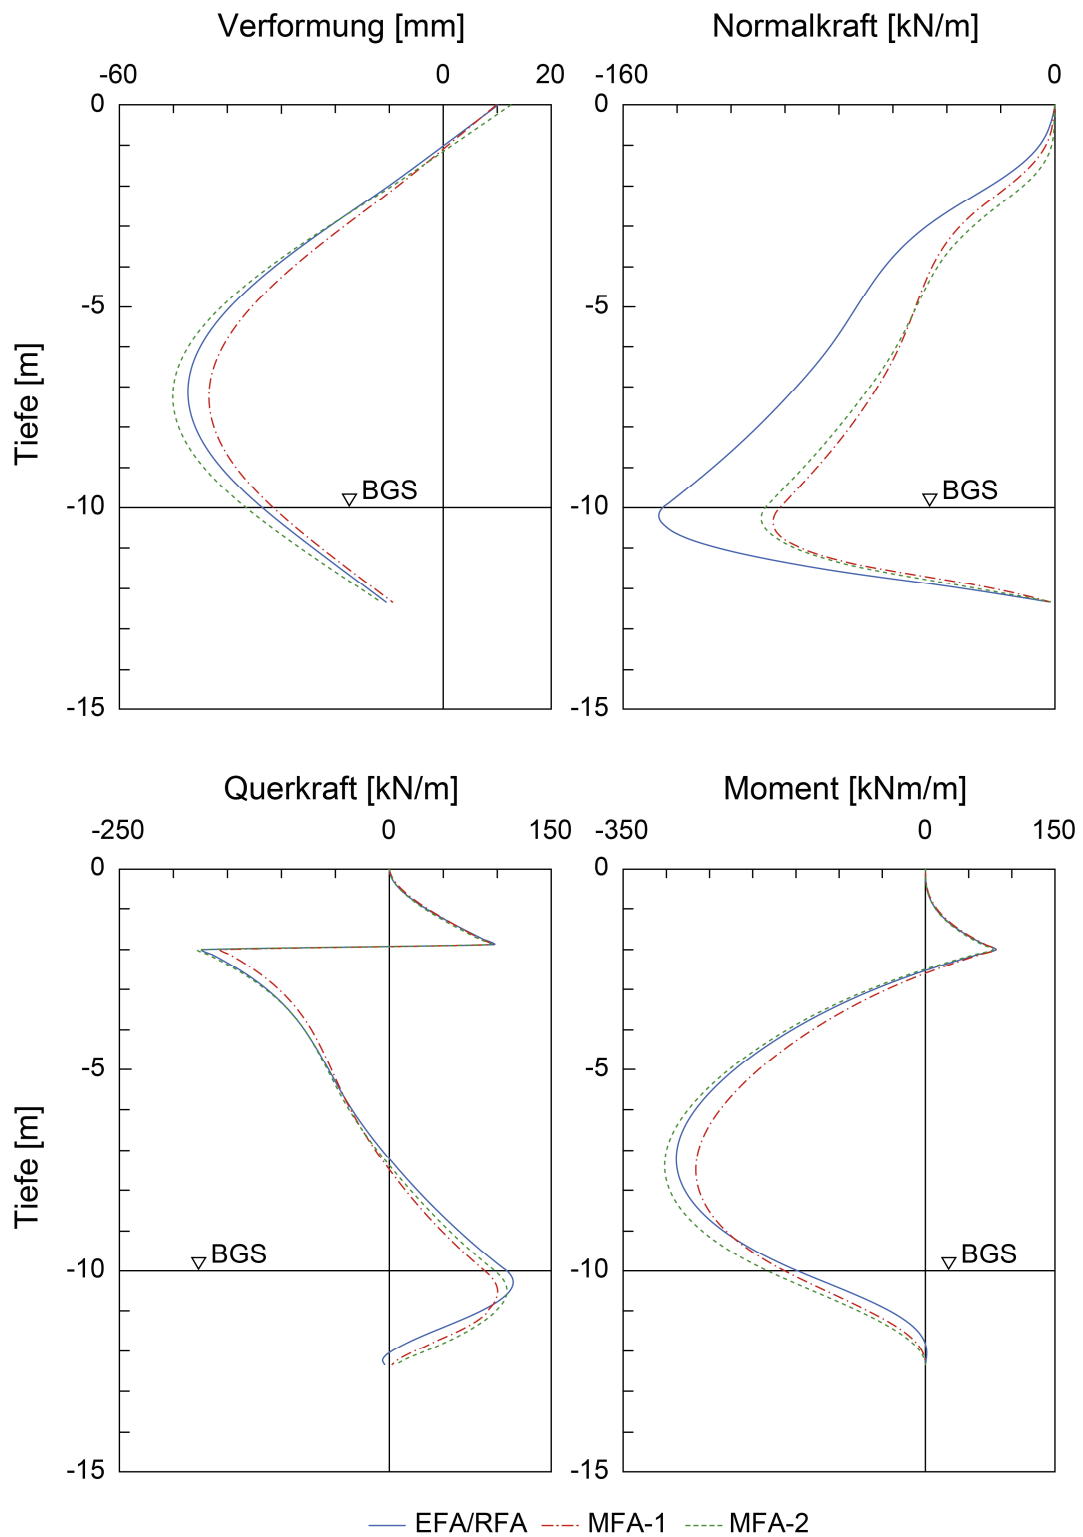 Verformung [mm] Normalkraft [kN/m]
-60 0 20 -160 0
0 0
-5 -5
Tiefe [m]
BGS BGS
-10 -10
-15 -15
Querkraft [kN/m] Moment [kNm/m]
-250 0 150 -350 0 150
0 0
-5 -5
Tiefe [m]
BGS BGS
-10 -10
-15 -15
EFA/RFA MFA-1 MFA-2